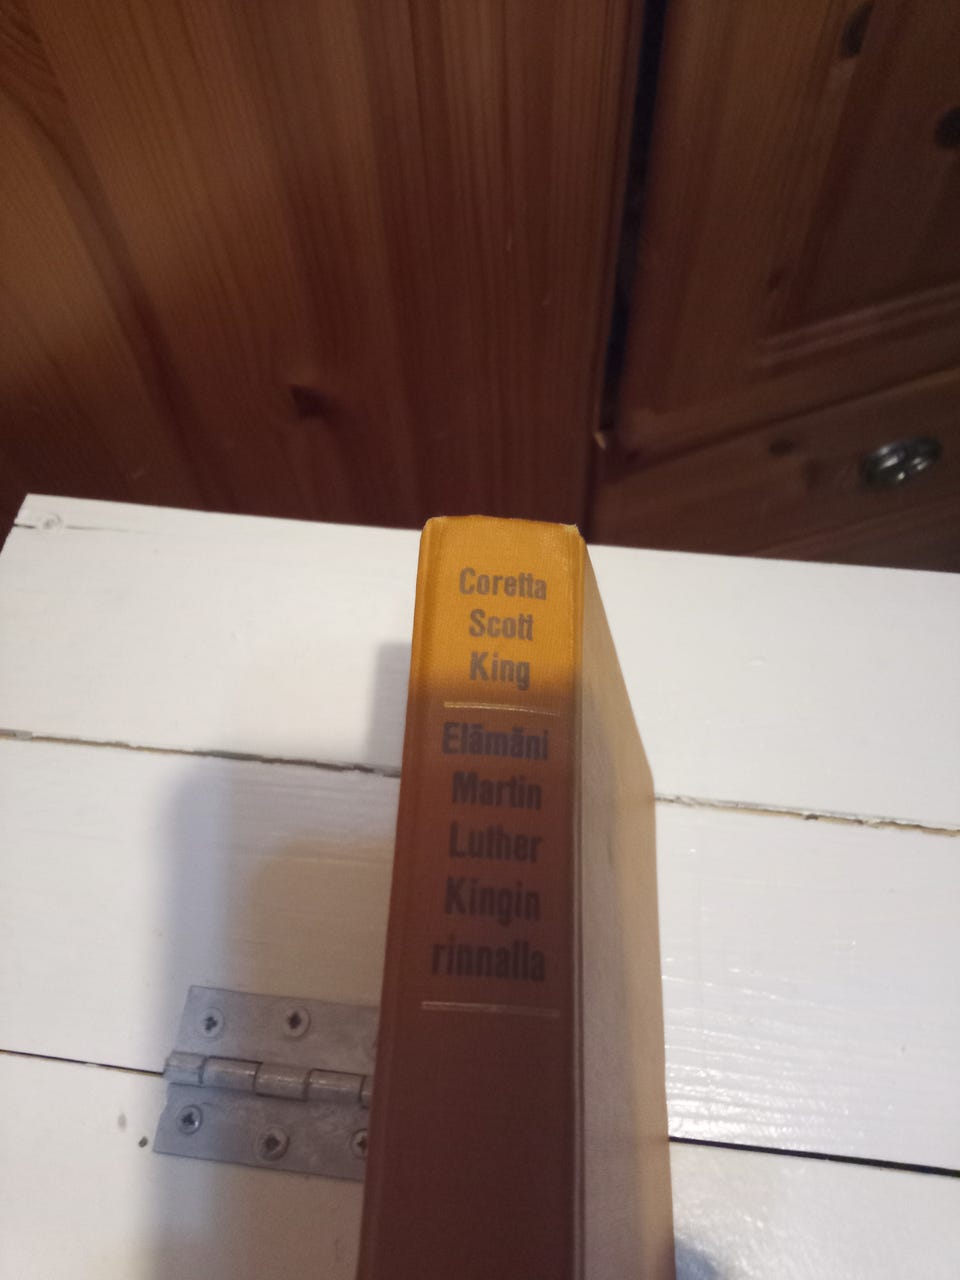 Coretta
Scott
King
Elämäni
Martin
Luther
Kingin
rinnalla